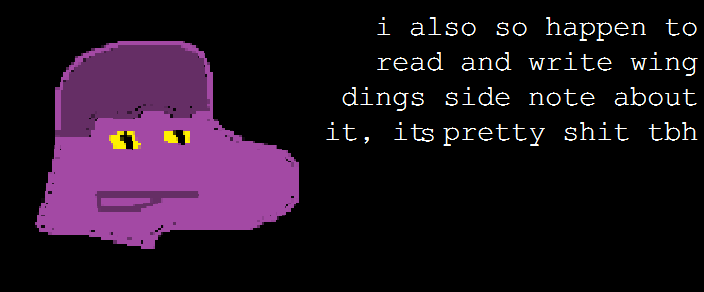 i also so happen to
read and write wing
dings side note about
it, its pretty shit tbh